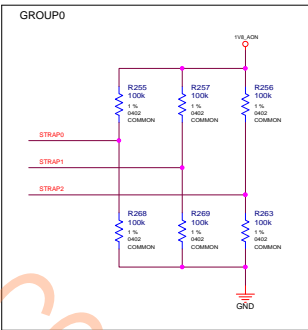 GROUP0
1V8_AON
R255
100k
1 %
0402
COMMON
R257
100k
1 %
0402
COMMON
R256
100k
1 %
0402
COMMON
STRAP0
STRAP1
STRAP2
R268
100k
1 %
0402
COMMON
R269
100k
1 %
0402
COMMON
R263
100k
1 %
0402
COMMON
GND